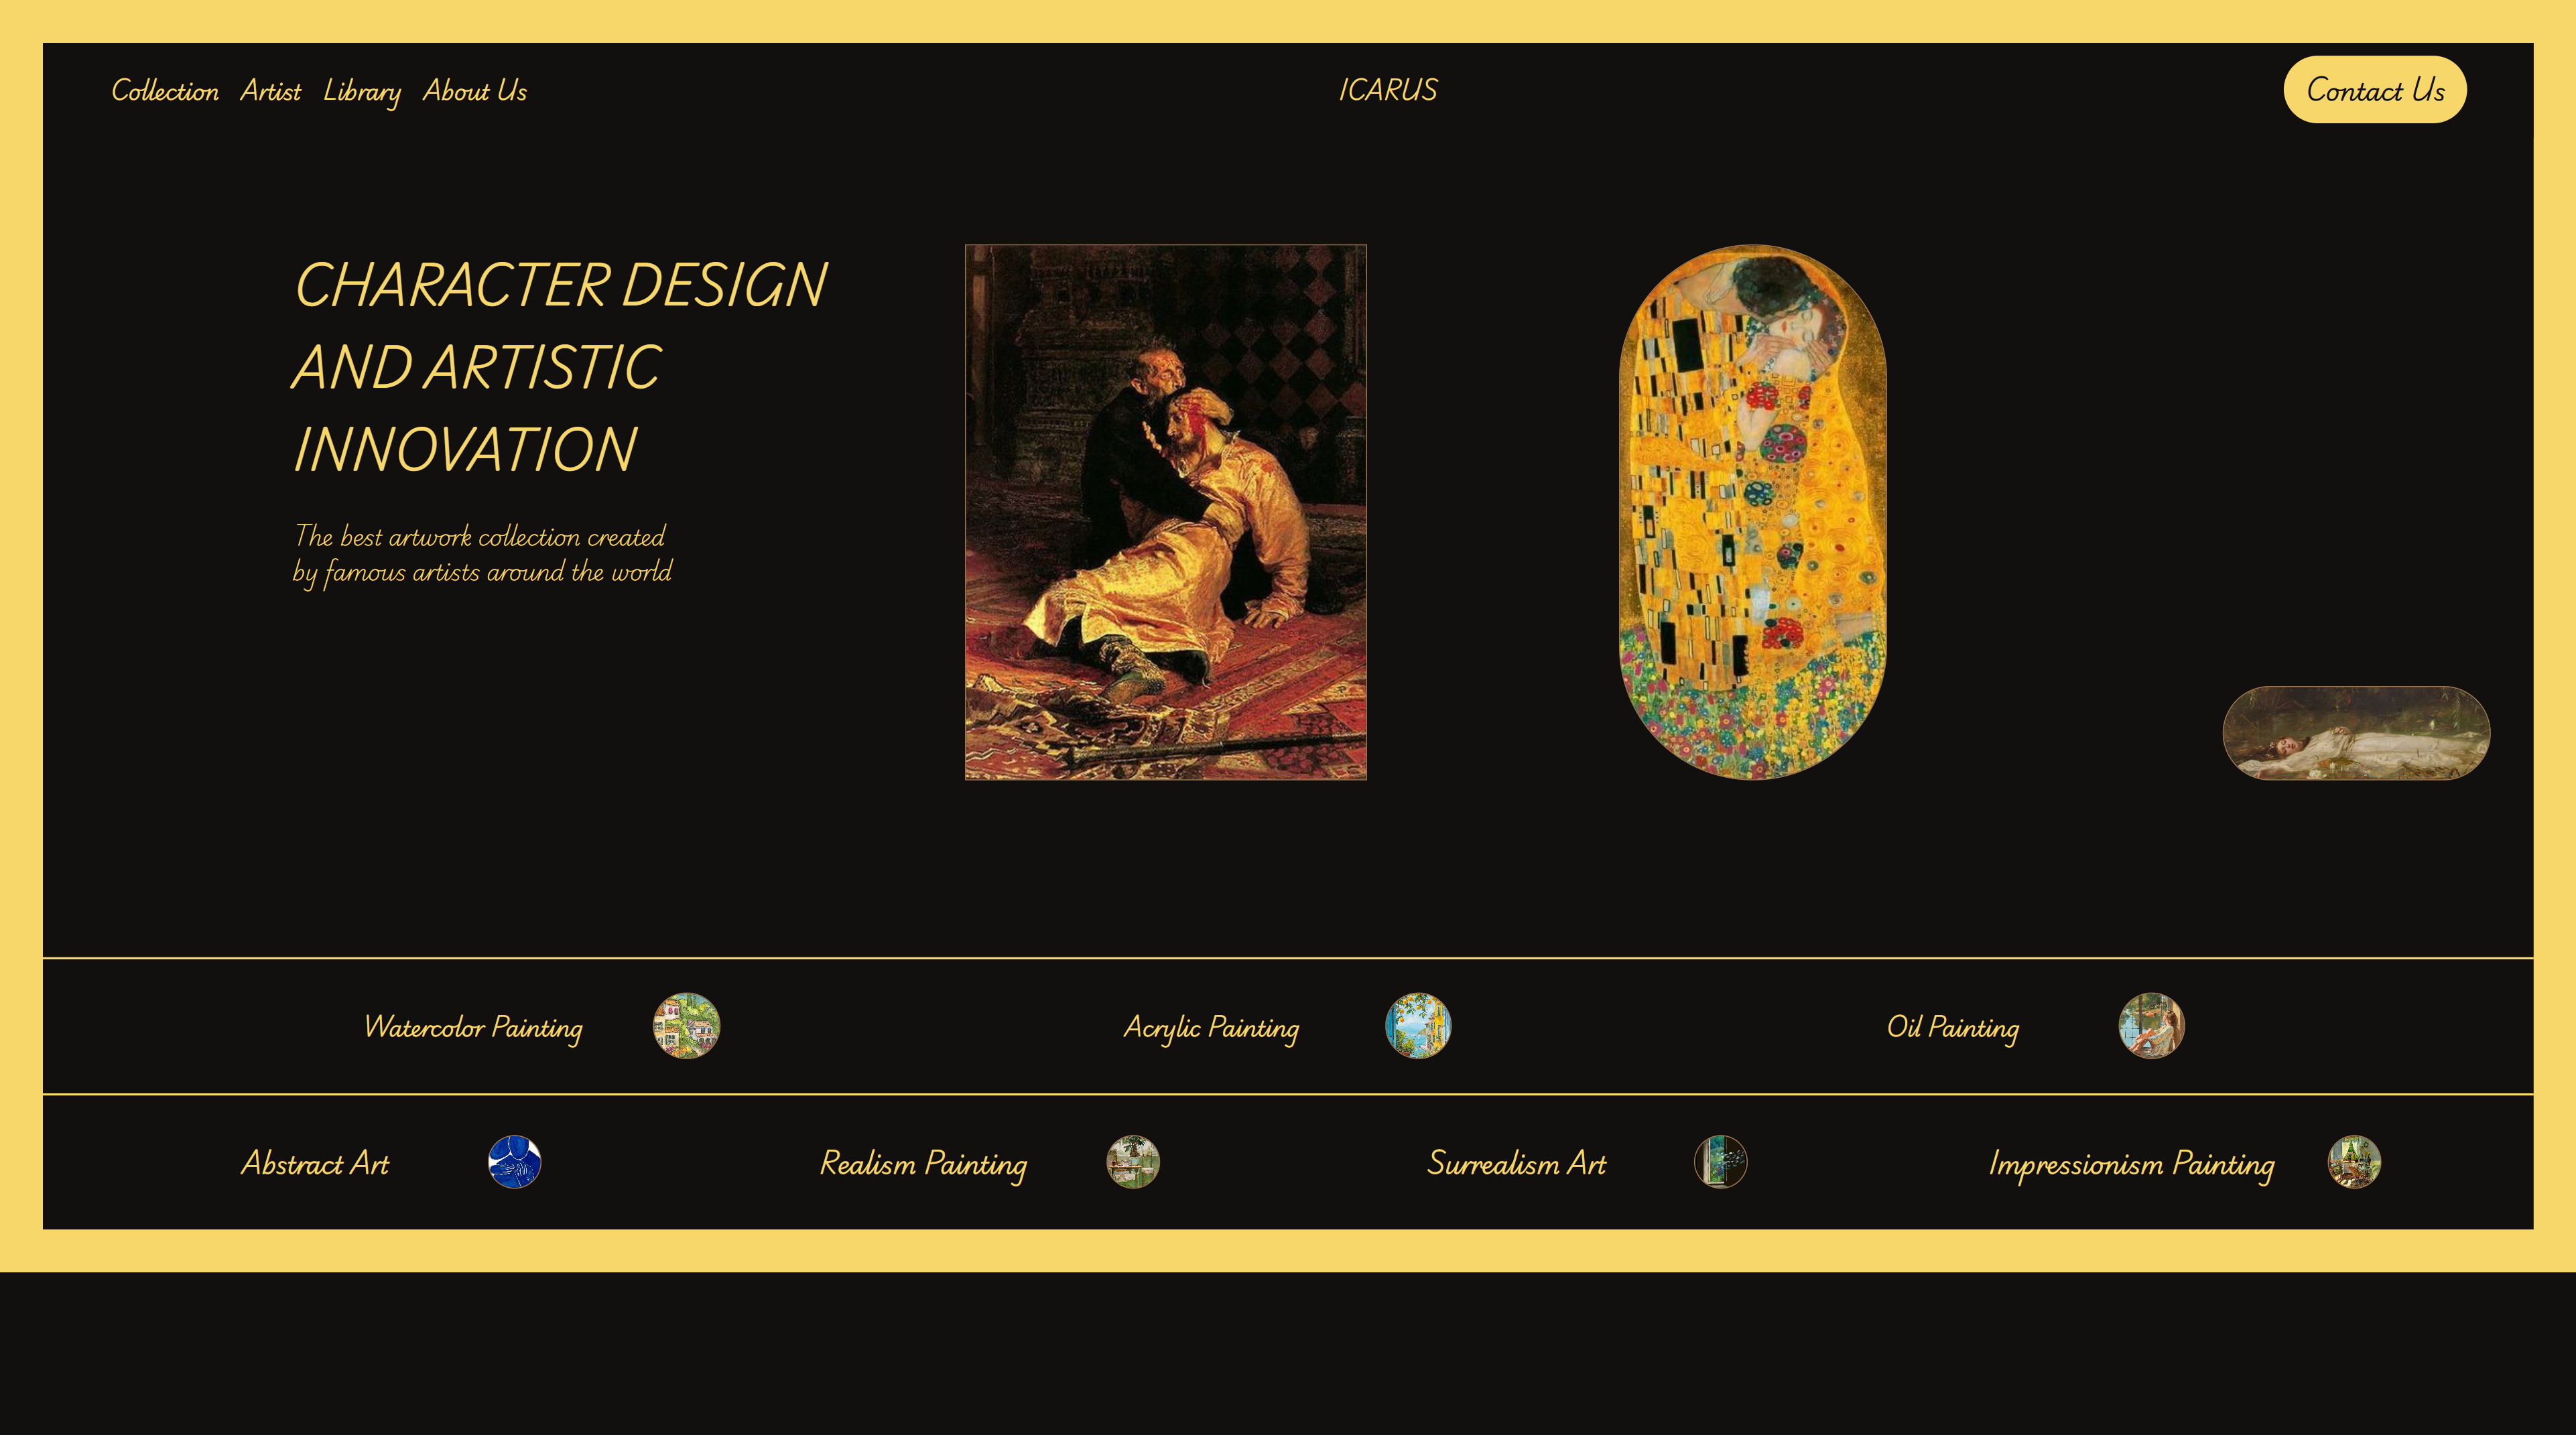 Collection Artist Library About Us ICARUS Contact Us
CHARACTER DESIGN
AND ARTISTIC
INNOVATION
The best artwork collection created
by famous artists around the world
Watercolor Painting Acrylic Painting Oil Painting
Abstract Art Realism Painting Surrealism Art Impressionism Painting